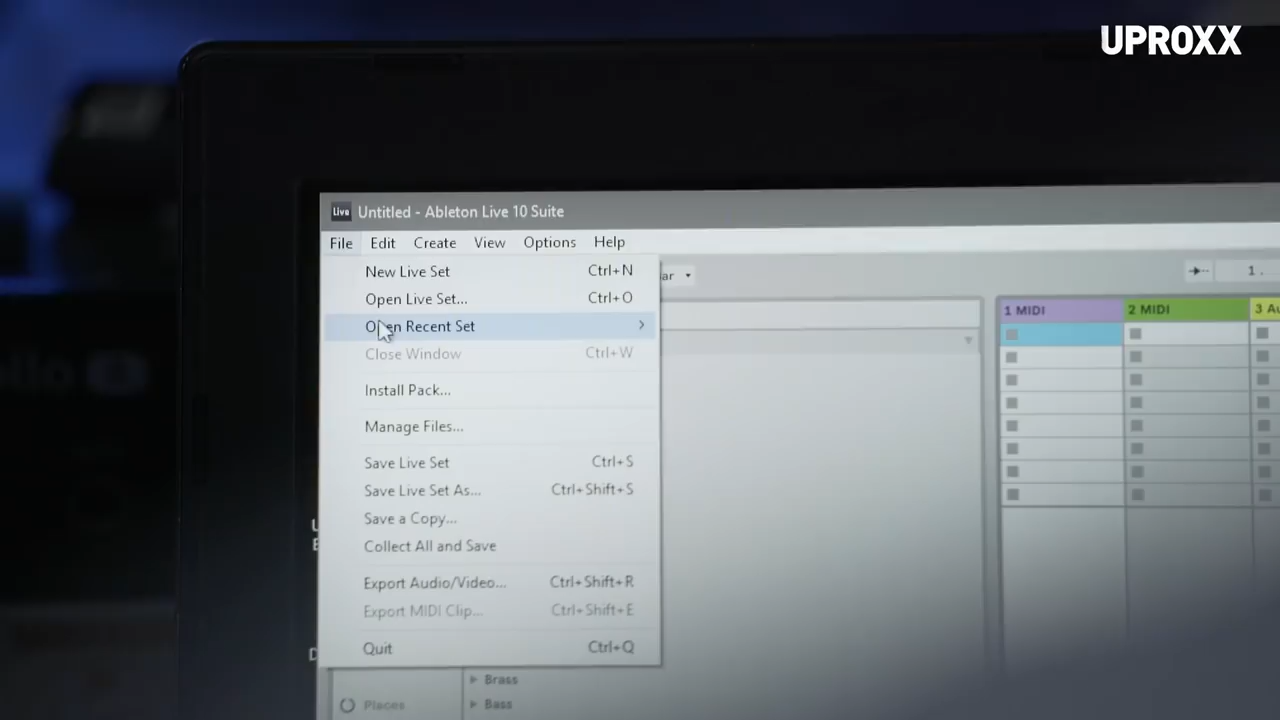 UPROXX
Live Untitled - Ableton Live 10 Suite
File Edit Create View Options Help
New Live Set Ctrl+N
ar
1.
Open Live Set... Ctrl+O
1 MIDI 2 MIDI
Open Recent Set
Close Window Ctrl+W
Install Pack...
Manage Files...
Save Live Set Ctrl+S
Save Live Set As... Ctrl+Shift+S
Save a Copy...
Collect All and Save
Export Audio/Video... Ctrl+Shift+R
Export MIDI Clip... Ctrl+Shift+E
Quit Ctrl+Q
Brass
Places Bass